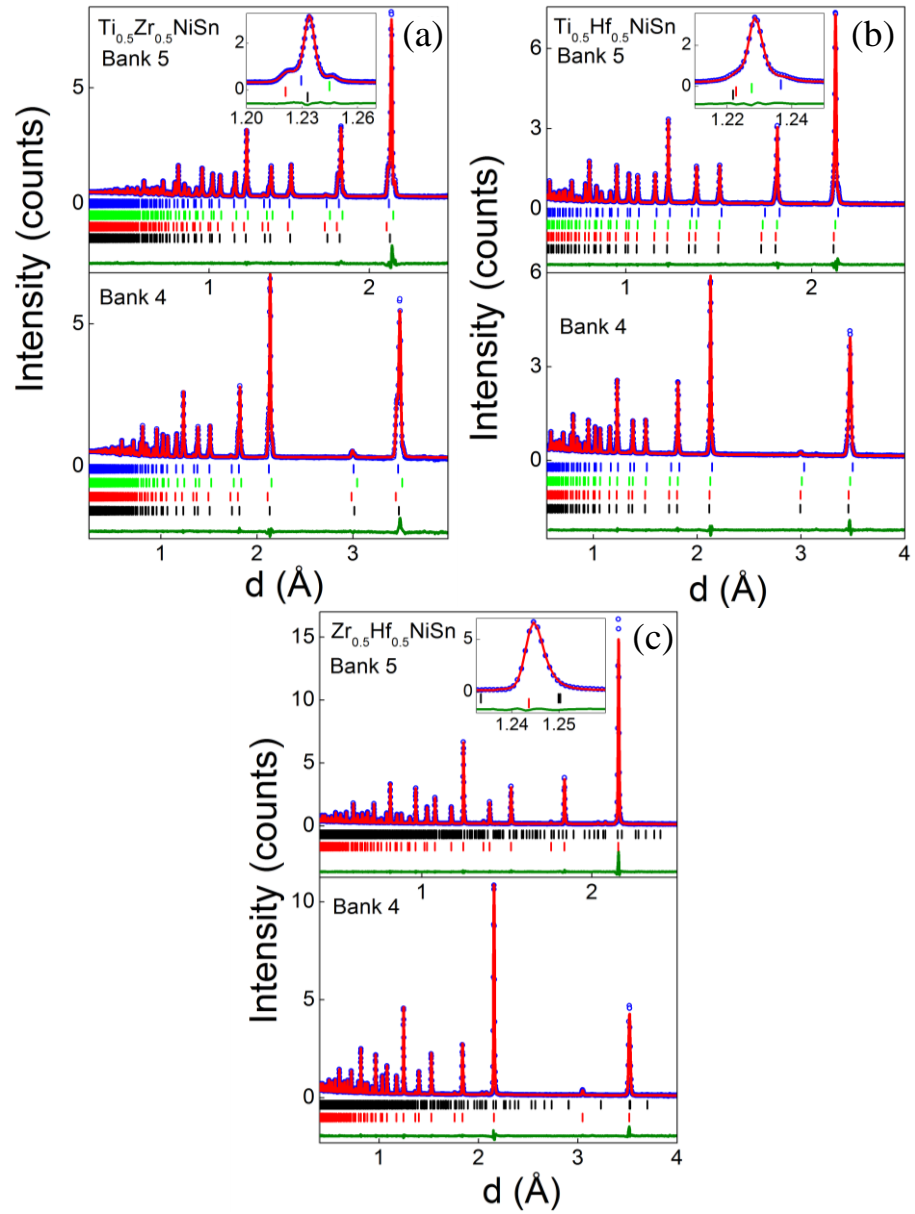 Ti0.5Zr0.5NiSn
Bank 5
(a)
5
0
2
0
1.20 1.23 1.26
1 2
Bank 4
5
0
1 2 3
Intensity (counts)
d (Å)
Ti0.5Hf0.5NiSn
Bank 5
(b)
6
3
0
2
0
1.22 1.24
1 2
Bank 4
6
3
0
1 2 3 4
Intensity (counts)
d (Å)
Zr0.5Hf0.5NiSn
Bank 5
(c)
15
10
5
0
5
0
1.24 1.25
1 2
Bank 4
10
5
0
1 2 3 4
Intensity (counts)
d (Å)